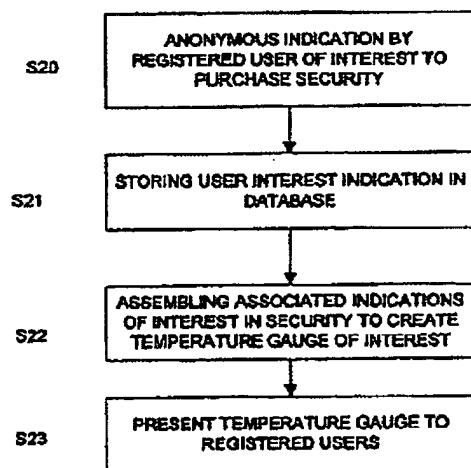 S20
ANONYMOUS INDICATION BY
REGISTERED USER OF INTEREST TO
PURCHASE SECURITY
S21
STORING USER INTEREST INDICATION IN
DATABASE
S22
ASSEMBLING ASSOCIATED INDICATIONS
OF INTEREST IN SECURITY TO CREATE
TEMPERATURE GAUGE OF INTEREST
S23
PRESENT TEMPERATURE GAUGE TO
REGISTERED USERS